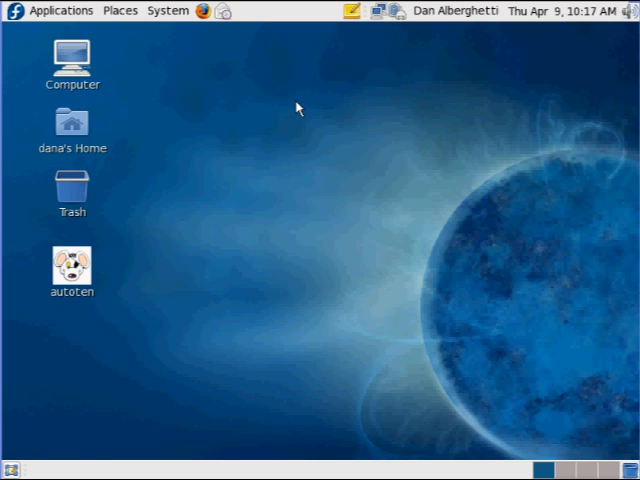 Applications Places System Dan Alberghetti Thu Apr 9, 10:17 AM
Computer
dana's Home
Trash
autoten